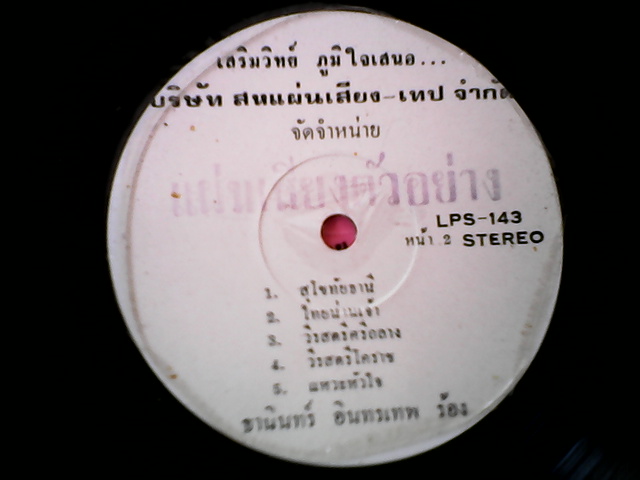 เสริมวิทย์ ภูมิใจเสนอ...
บริษัท สหแผ่นเสียง-เทป จำกัด
จัดจำหน่าย
แผ่นเสียงตัวอย่าง
LPS-143
หน้า 2 STEREO
1. สุโขทัยธานี
2. ไทยน่านเจ้า
3. วีรสตรีศรีถลาง
4. วีรสตรีโคราช
5. แหวะหัวใจ
ธานินทร์ อินทรเทพ ร้อง